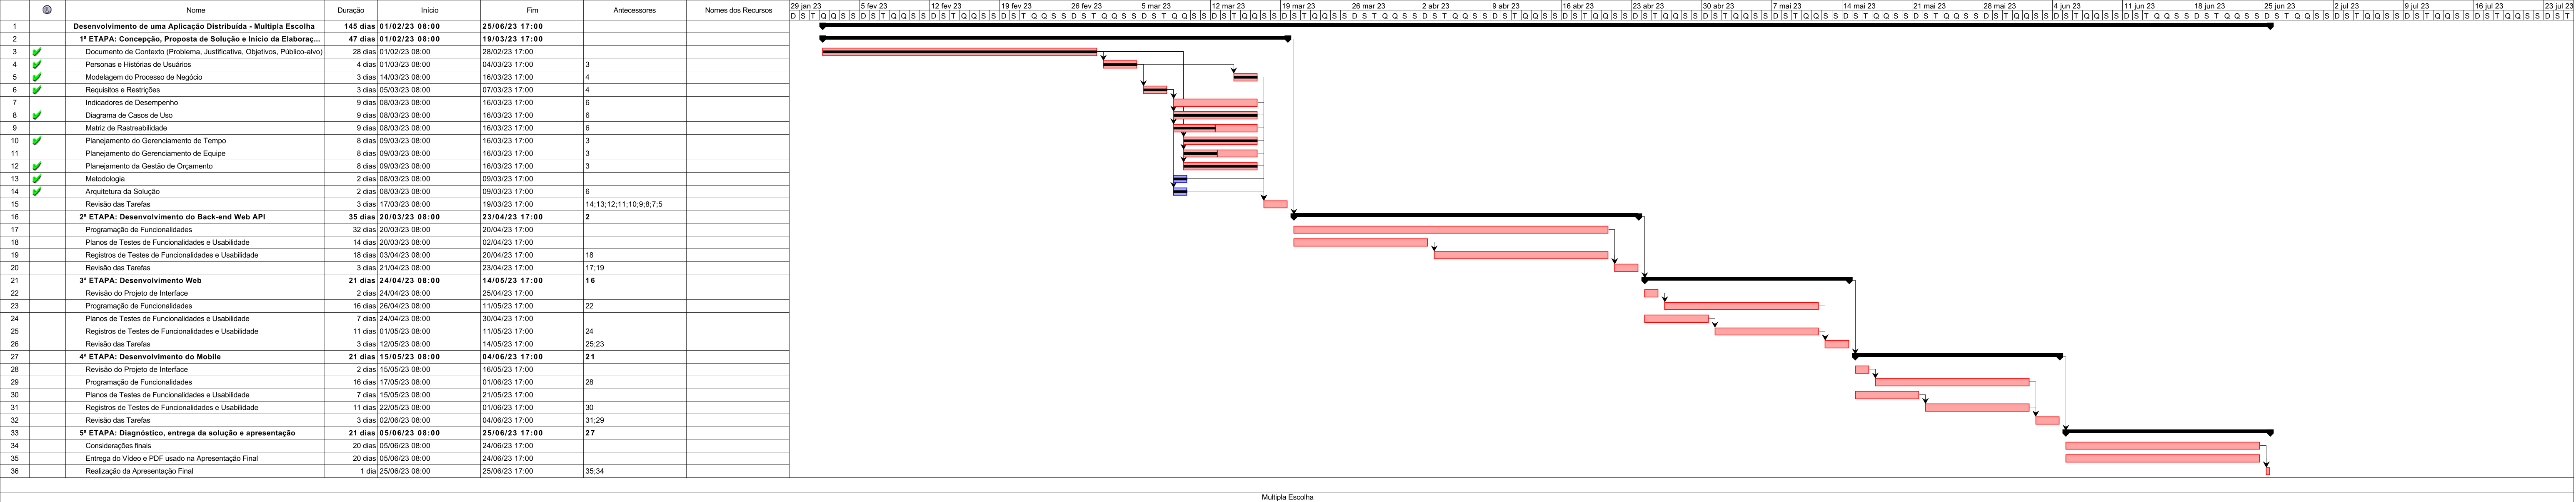 Nome Duração Início Fim Antecessores Nomes dos Recursos
29 jan 23 5 fev 23 12 fev 23 19 fev 23 26 fev 23 5 mar 23 12 mar 23 19 mar 23 26 mar 23 2 abr 23 9 abr 23 16 abr 23 23 abr 23 30 abr 23 7 mai 23 14 mai 23 21 mai 23 28 mai 23 4 jun 23 11 jun 23 18 jun 23 25 jun 23 2 jul 23 9 jul 23 16 jul 23 23 jul 23
D S T Q Q S S D S T Q Q S S D S T Q Q S S D S T Q Q S S D S T Q Q S S D S T Q Q S S D S T Q Q S S D S T Q Q S S D S T Q Q S S D S T Q Q S S D S T Q Q S S D S T Q Q S S D S T Q Q S S D S T Q Q S S D S T Q Q S S D S T Q Q S S D S T Q Q S S D S T Q Q S S D S T Q Q S S D S T Q Q S S D S T Q Q S S D S T Q Q S S D S T Q Q S S D S T Q Q S S D S T Q Q S S D S T
1 Desenvolvimento de uma Aplicação Distribuída - Multipla Escolha 145 dias 01/02/23 08:00 25/06/23 17:00
2 1ª ETAPA: Concepção, Proposta de Solução e Início da Elaboraç... 47 dias 01/02/23 08:00 19/03/23 17:00
3 Documento de Contexto (Problema, Justificativa, Objetivos, Público-alvo) 28 dias 01/02/23 08:00 28/02/23 17:00
4 Personas e Histórias de Usuários 4 dias 01/03/23 08:00 04/03/23 17:00 3
5 Modelagem do Processo de Negócio 3 dias 14/03/23 08:00 16/03/23 17:00 4
6 Requisitos e Restrições 3 dias 05/03/23 08:00 07/03/23 17:00 4
7 Indicadores de Desempenho 9 dias 08/03/23 08:00 16/03/23 17:00 6
8 Diagrama de Casos de Uso 9 dias 08/03/23 08:00 16/03/23 17:00 6
9 Matriz de Rastreabilidade 9 dias 08/03/23 08:00 16/03/23 17:00 6
10 Planejamento do Gerenciamento de Tempo 8 dias 09/03/23 08:00 16/03/23 17:00 3
11 Planejamento do Gerenciamento de Equipe 8 dias 09/03/23 08:00 16/03/23 17:00 3
12 Planejamento da Gestão de Orçamento 8 dias 09/03/23 08:00 16/03/23 17:00 3
13 Metodologia 2 dias 08/03/23 08:00 09/03/23 17:00
14 Arquitetura da Solução 2 dias 08/03/23 08:00 09/03/23 17:00 6
15 Revisão das Tarefas 3 dias 17/03/23 08:00 19/03/23 17:00 14;13;12;11;10;9;8;7;5
16 2ª ETAPA: Desenvolvimento do Back-end Web API 35 dias 20/03/23 08:00 23/04/23 17:00 2
17 Programação de Funcionalidades 32 dias 20/03/23 08:00 20/04/23 17:00
18 Planos de Testes de Funcionalidades e Usabilidade 14 dias 20/03/23 08:00 02/04/23 17:00
19 Registros de Testes de Funcionalidades e Usabilidade 18 dias 03/04/23 08:00 20/04/23 17:00 18
20 Revisão das Tarefas 3 dias 21/04/23 08:00 23/04/23 17:00 17;19
21 3ª ETAPA: Desenvolvimento Web 21 dias 24/04/23 08:00 14/05/23 17:00 16
22 Revisão do Projeto de Interface 2 dias 24/04/23 08:00 25/04/23 17:00
23 Programação de Funcionalidades 16 dias 26/04/23 08:00 11/05/23 17:00 22
24 Planos de Testes de Funcionalidades e Usabilidade 7 dias 24/04/23 08:00 30/04/23 17:00
25 Registros de Testes de Funcionalidades e Usabilidade 11 dias 01/05/23 08:00 11/05/23 17:00 24
26 Revisão das Tarefas 3 dias 12/05/23 08:00 14/05/23 17:00 25;23
27 4ª ETAPA: Desenvolvimento do Mobile 21 dias 15/05/23 08:00 04/06/23 17:00 21
28 Revisão do Projeto de Interface 2 dias 15/05/23 08:00 16/05/23 17:00
29 Programação de Funcionalidades 16 dias 17/05/23 08:00 01/06/23 17:00 28
30 Planos de Testes de Funcionalidades e Usabilidade 7 dias 15/05/23 08:00 21/05/23 17:00
31 Registros de Testes de Funcionalidades e Usabilidade 11 dias 22/05/23 08:00 01/06/23 17:00 30
32 Revisão das Tarefas 3 dias 02/06/23 08:00 04/06/23 17:00 31;29
33 5ª ETAPA: Diagnóstico, entrega da solução e apresentação 21 dias 05/06/23 08:00 25/06/23 17:00 27
34 Considerações finais 20 dias 05/06/23 08:00 24/06/23 17:00
35 Entrega do Vídeo e PDF usado na Apresentação Final 20 dias 05/06/23 08:00 24/06/23 17:00
36 Realização da Apresentação Final 1 dia 25/06/23 08:00 25/06/23 17:00 35;34
Multipla Escolha